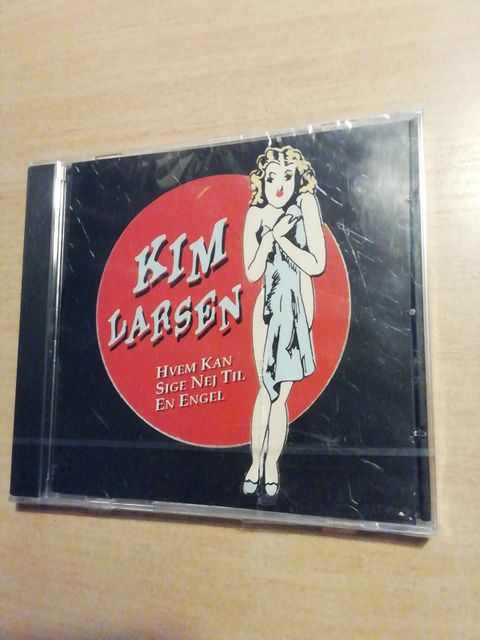 KIM
LARSEN
HVEM KAN
SIGE NEJ TIL
EN ENGEL